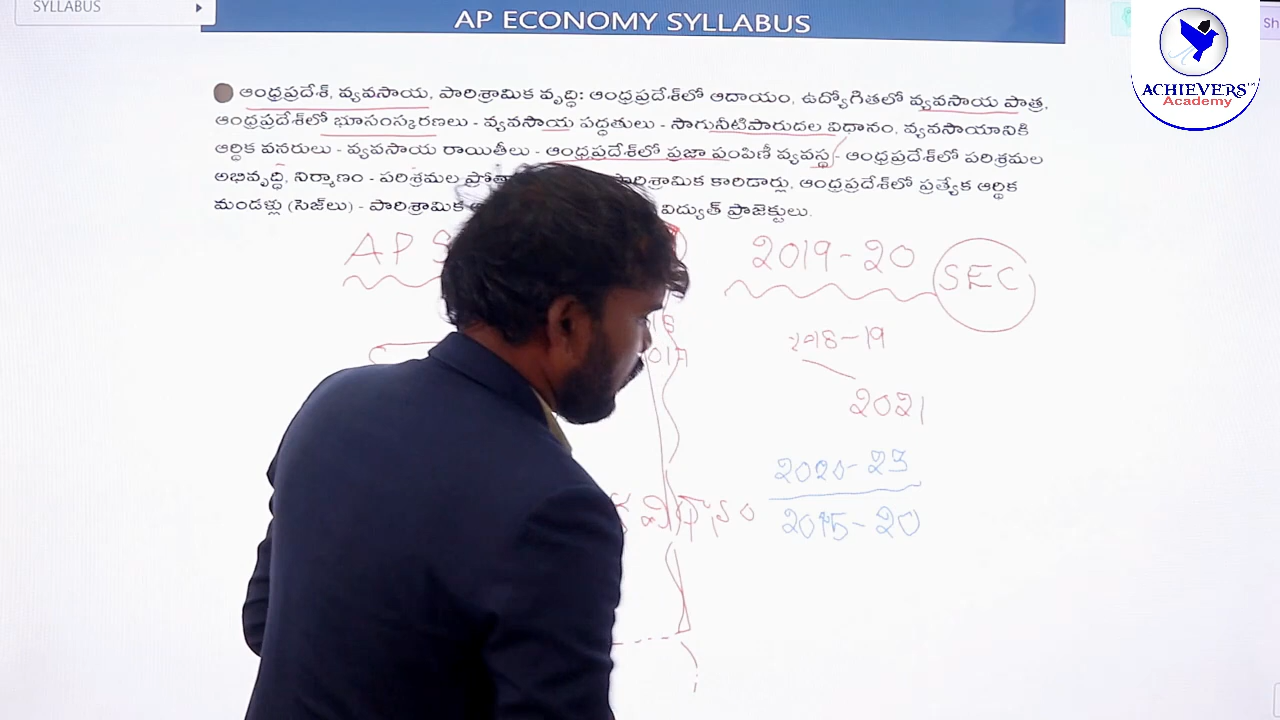 SYLLABUS
AP ECONOMY SYLLABUS
Sh
ACHIEVERS
Academy
ఆంధ్రప్రదేశ్, వ్యవసాయ, పారిశ్రామిక వృద్ధి: ఆంధ్రప్రదేశ్‌లో ఆదాయం, ఉద్యోగితలో వ్యవసాయ పాత్ర,
ఆంధ్రప్రదేశ్‌లో భూసంస్కరణలు - వ్యవసాయ పద్ధతులు - సాగునీటిపారుదల విధానం, వ్యవసాయానికి
ఆర్థిక వనరులు - వ్యవసాయ రాయితీలు - ఆంధ్రప్రదేశ్‌లో ప్రజా పంపిణీ వ్యవస్థ - ఆంధ్రప్రదేశ్‌లో పరిశ్రమల
అభివృద్ధి, నిర్మాణం - పరిశ్రమల పారిశ్రామిక కారిడార్లు, ఆంధ్రప్రదేశ్‌లో ప్రత్యేక ఆర్థిక
మండళ్లు (సెజ్‌లు) - పారిశ్రామిక విద్యుత్ ప్రాజెక్టులు.
AP 2019-20 SEC
2018-19
2021
2020-23
విధానం 2015-20